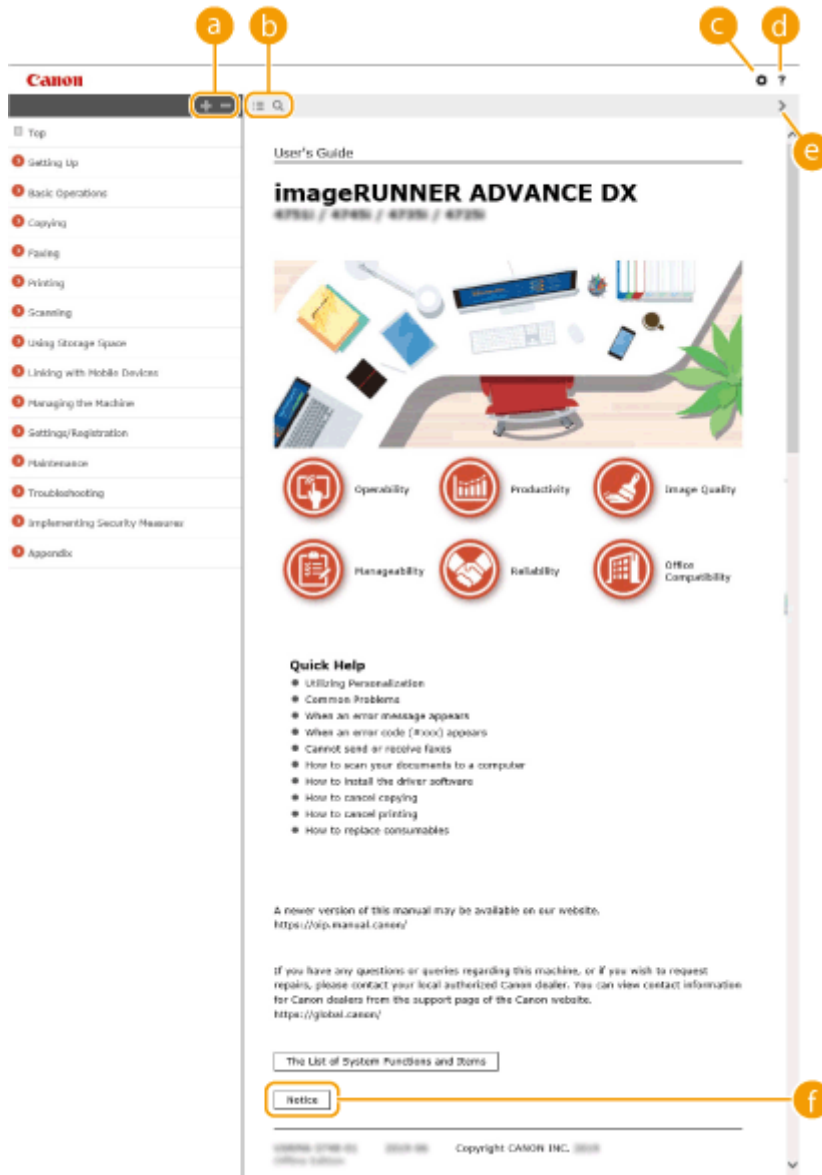 a
b
c
d
Canon
?
e
Top
Setting Up
Basic Operations
Copying
Faxing
Printing
Scanning
Using Storage Space
Linking with Mobile Devices
Managing the Machine
Settings/Registration
Maintenance
Troubleshooting
Implementing Security Measures
Appendix
User's Guide
imageRUNNER ADVANCE DX
4751i / 4745i / 4735i / 4725i
Operability
Productivity
Image Quality
Manageability
Reliability
Office
Compatibility
Quick Help
Utilizing Personalization
Common Problems
When an error message appears
When an error code (#xxx) appears
Cannot send or receive faxes
How to scan your documents to a computer
How to install the driver software
How to cancel copying
How to cancel printing
How to replace consumables
A newer version of this manual may be available on our website.
https://oip.manual.canon/
If you have any questions or queries regarding this machine, or if you wish to request
repairs, please contact your local authorized Canon dealer. You can view contact information
for Canon dealers from the support page of the Canon website.
https://global.canon/
The List of System Functions and Items
Notice
f
Copyright CANON INC.